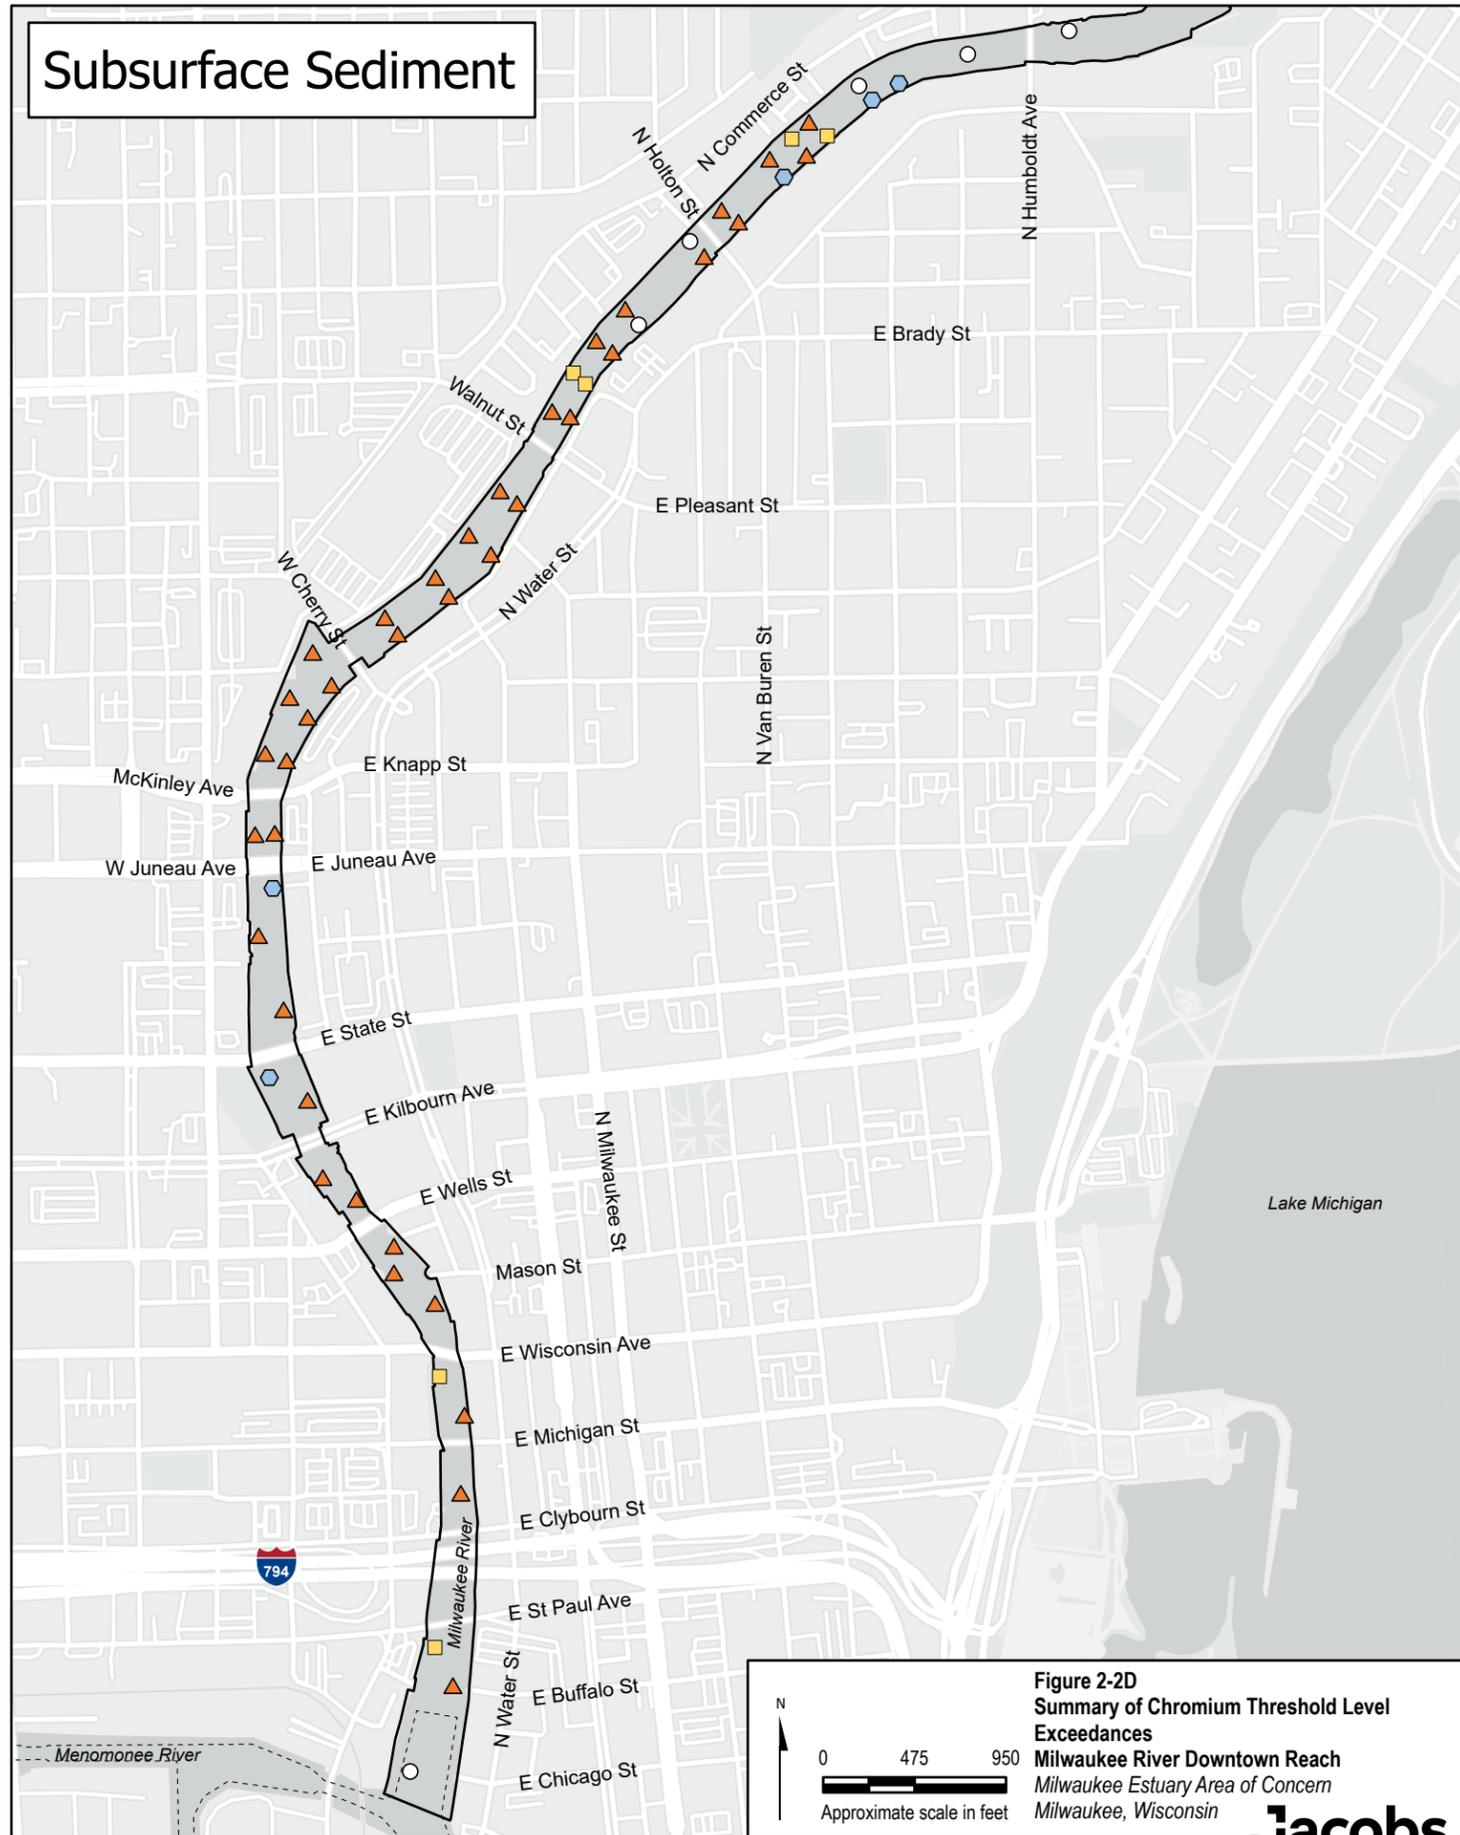 Subsurface Sediment
N Commerce St
N Holton St
N Humboldt Ave
E Brady St
Walnut St
E Pleasant St
W Cherry St
N Water St
N Van Buren St
McKinley Ave
E Knapp St
W Juneau Ave
E Juneau Ave
E State St
E Kilbourn Ave
N Milwaukee St
E Wells St
Lake Michigan
Mason St
E Wisconsin Ave
E Michigan St
E Clybourn St
794
Milwaukee River
E St Paul Ave
N Water St
E Buffalo St
Menomonee River
E Chicago St
N
0 475 950
Approximate scale in feet
Figure 2-2D
Summary of Chromium Threshold Level
Exceedances
Milwaukee River Downtown Reach
Milwaukee Estuary Area of Concern
Milwaukee, Wisconsin
Jacobs